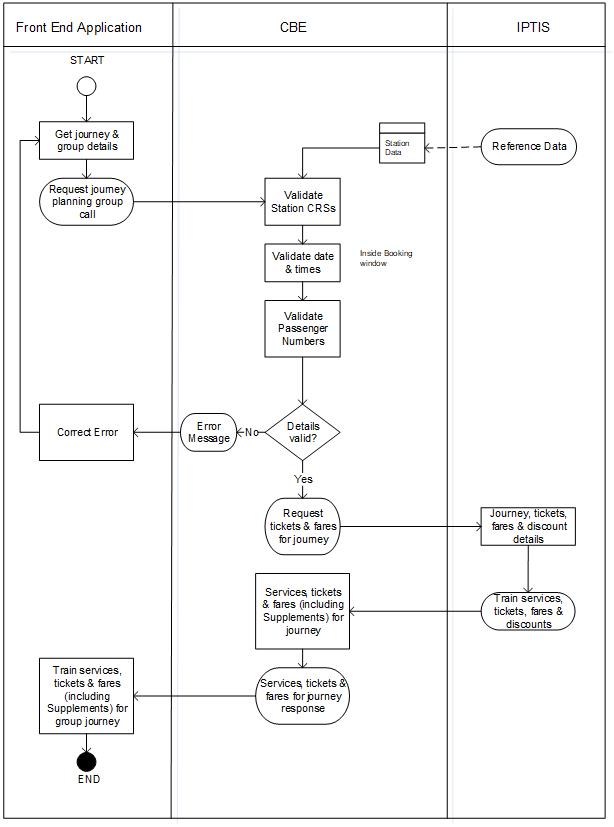 Front End Application
CBE
IPTIS
START
Get journey &
group details
Station
Data
Reference Data
Request journey
planning group
call
Validate
Station CRSs
Validate date
& times
Inside Booking
window
Validate
Passenger
Numbers
Correct Error
Error
Message
No
Details
valid?
Yes
Request
tickets & fares
for journey
Journey, tickets,
fares & discount
details
Services, tickets
& fares (including
Supplements) for
journey
Train services,
tickets, fares &
discounts
Train services,
tickets & fares
(including
Supplements) for
group journey
Services, tickets &
fares for journey
response
END